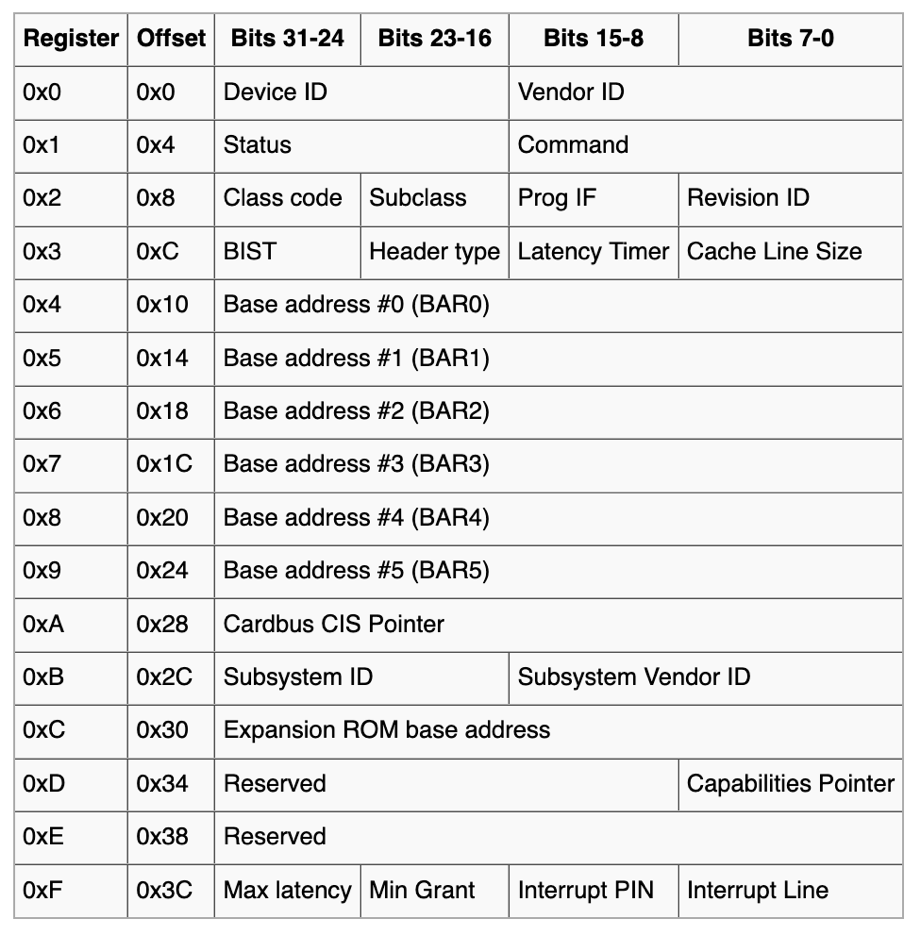 Register Offset Bits 31-24 Bits 23-16 Bits 15-8 Bits 7-0
0x0 0x0 Device ID Vendor ID
0x1 0x4 Status Command
0x2 0x8 Class code Subclass Prog IF Revision ID
0x3 0xC BIST Header type Latency Timer Cache Line Size
0x4 0x10 Base address #0 (BAR0)
0x5 0x14 Base address #1 (BAR1)
0x6 0x18 Base address #2 (BAR2)
0x7 0x1C Base address #3 (BAR3)
0x8 0x20 Base address #4 (BAR4)
0x9 0x24 Base address #5 (BAR5)
0xA 0x28 Cardbus CIS Pointer
0xB 0x2C Subsystem ID Subsystem Vendor ID
0xC 0x30 Expansion ROM base address
0xD 0x34 Reserved Capabilities Pointer
0xE 0x38 Reserved
0xF 0x3C Max latency Min Grant Interrupt PIN Interrupt Line